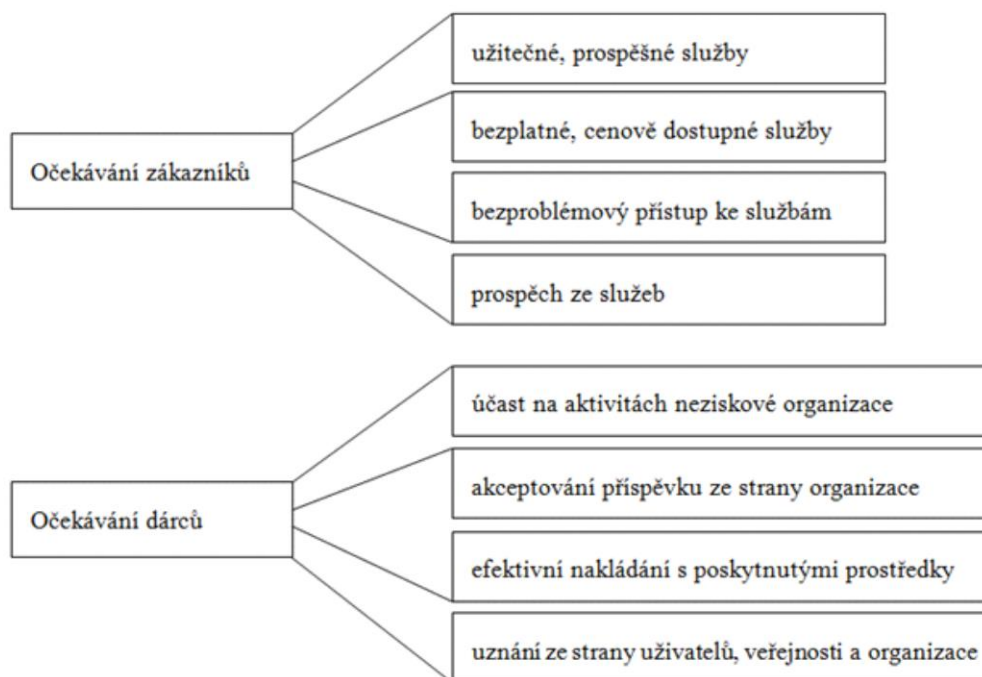 užitečné, prospěšné služby
bezplatné, cenově dostupné služby
Očekávání zákazníků
bezproblémový přístup ke službám
prospěch ze služeb
účast na aktivitách neziskové organizace
akceptování příspěvku ze strany organizace
Očekávání dárců
efektivní nakládání s poskytnutými prostředky
uznání ze strany uživatelů, veřejnosti a organizace